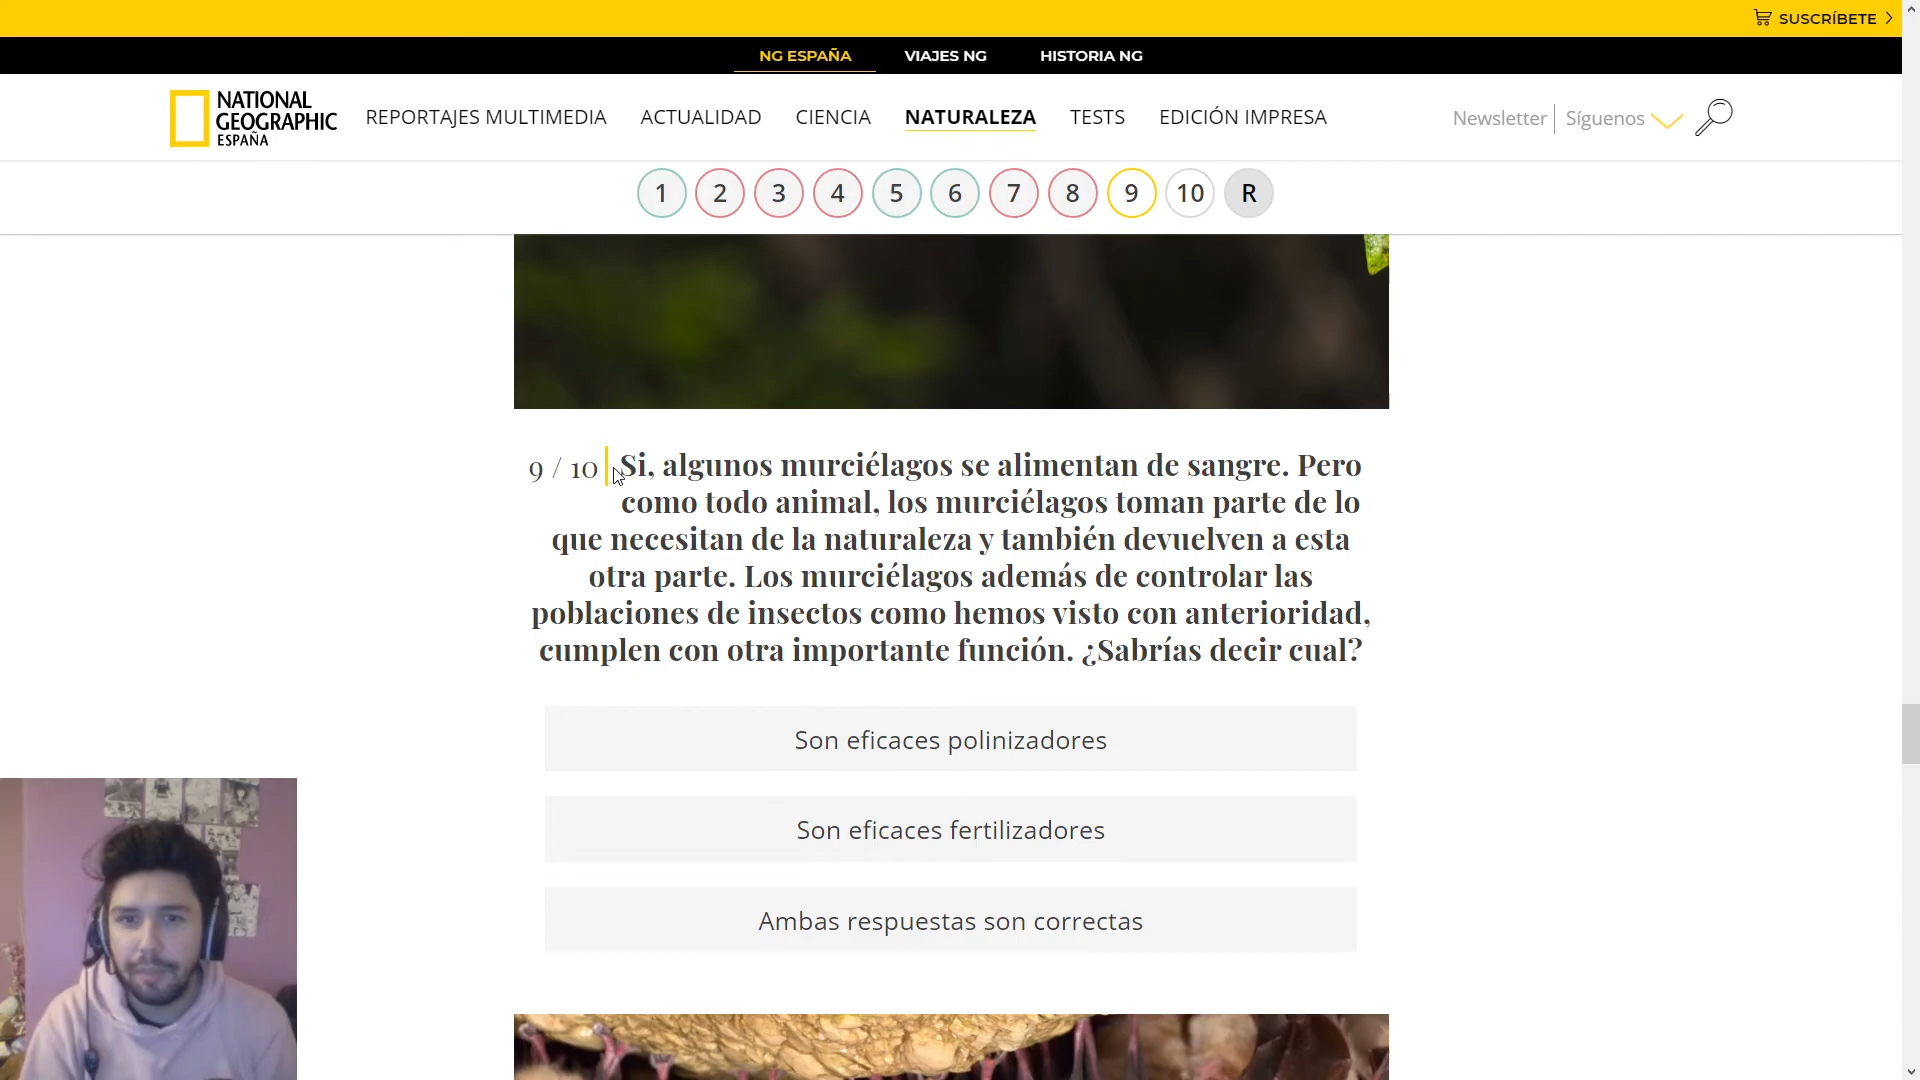 SUSCRÍBETE
NG ESPAÑA VIAJES NG HISTORIA NG
NATIONAL
GEOGRAPHIC
ESPAÑA
REPORTAJES MULTIMEDIA ACTUALIDAD CIENCIA NATURALEZA TESTS EDICIÓN IMPRESA
Newsletter Síguenos
1 2 3 4 5 6 7 8 9 10 R
9 / 10 Si, algunos murciélagos se alimentan de sangre. Pero
como todo animal, los murciélagos toman parte de lo
que necesitan de la naturaleza y también devuelven a esta
otra parte. Los murciélagos además de controlar las
poblaciones de insectos como hemos visto con anterioridad,
cumplen con otra importante función. ¿Sabrías decir cual?
Son eficaces polinizadores
Son eficaces fertilizadores
Ambas respuestas son correctas